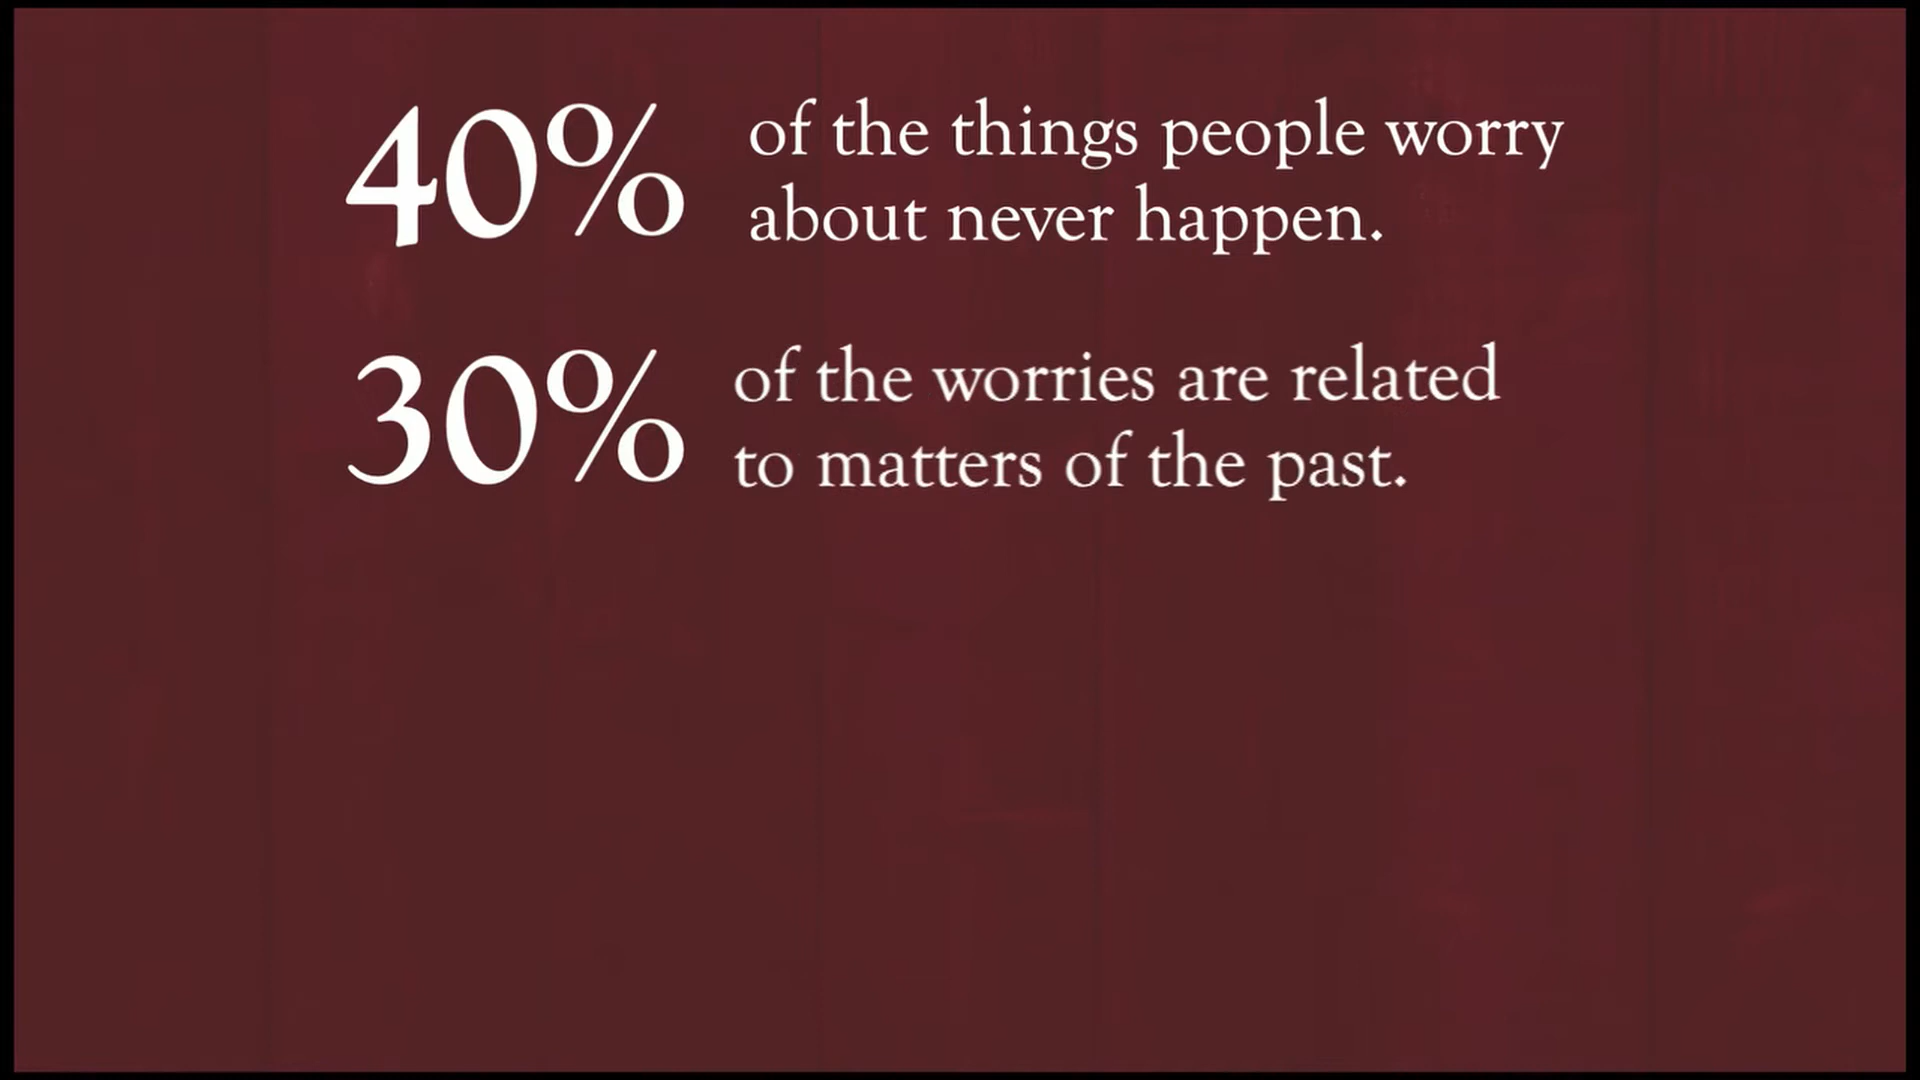 40% of the things people worry
about never happen.
30% of the worries are related
to matters of the past.